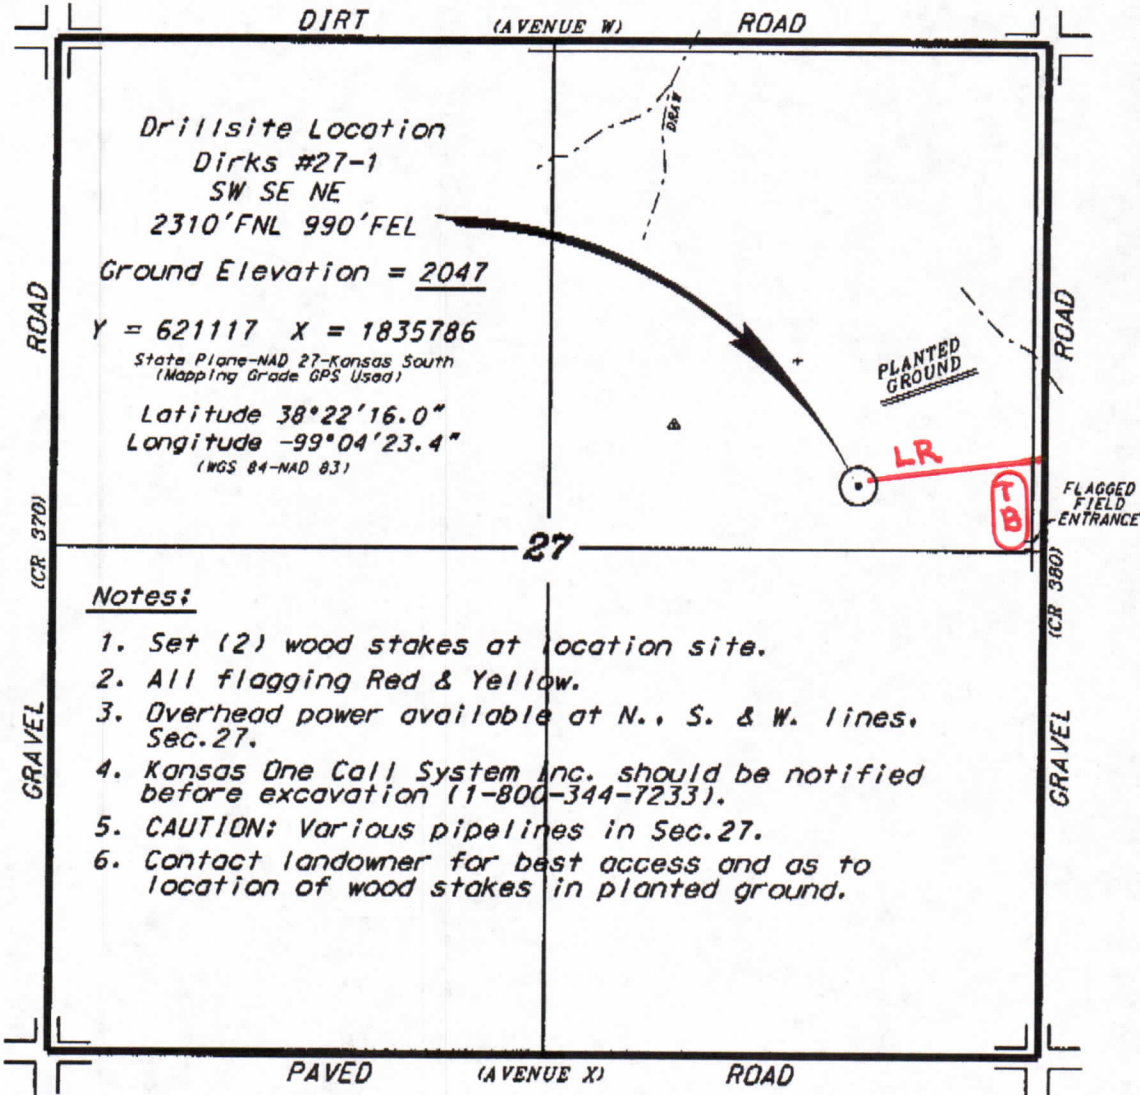 DIRT (AVENUE W) ROAD
DRAW
Drillsite Location
Dirks #27-1
SW SE NE
2310'FNL 990'FEL
Ground Elevation = 2047
Y = 621117 X = 1835786
State Plane-NAD 27-Kansas South
(Mapping Grade GPS Used)
Latitude 38°22'16.0"
Longitude -99°04'23.4"
(WGS 84-NAD 83)
ROAD
(CR 370)
GRAVEL
ROAD
(CR 380)
GRAVEL
PLANTED
GROUND
LR
T
B
FLAGGED
FIELD
ENTRANCE
27
Notes:
1. Set (2) wood stakes at location site.
2. All flagging Red & Yellow.
3. Overhead power available at N., S. & W. lines,
Sec.27.
4. Kansas One Call System Inc. should be notified
before excavation (1-800-344-7233).
5. CAUTION: Various pipelines in Sec.27.
6. Contact landowner for best access and as to
location of wood stakes in planted ground.
PAVED (AVENUE X) ROAD